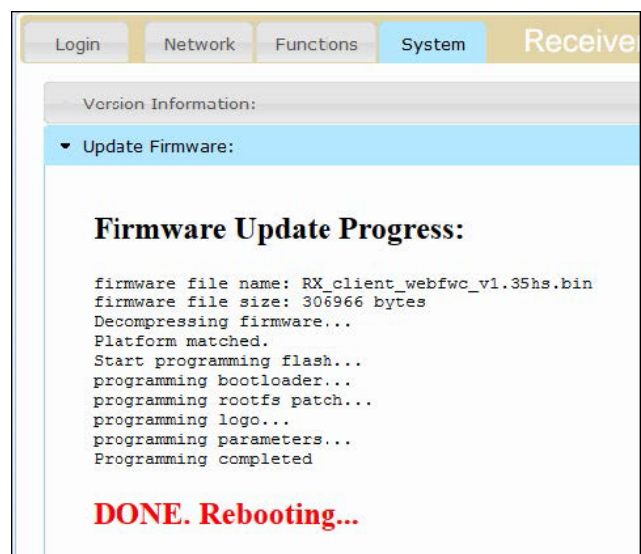 Login Network Functions System Receive
Version Information:
Update Firmware:
Firmware Update Progress:
firmware file name: RX_client_webfwc_v1.35hs.bin
firmware file size: 306966 bytes
Decompressing firmware...
Platform matched.
Start programming flash...
programming bootloader...
programming rootfs patch...
programming logo...
programming parameters...
Programming completed
DONE. Rebooting...